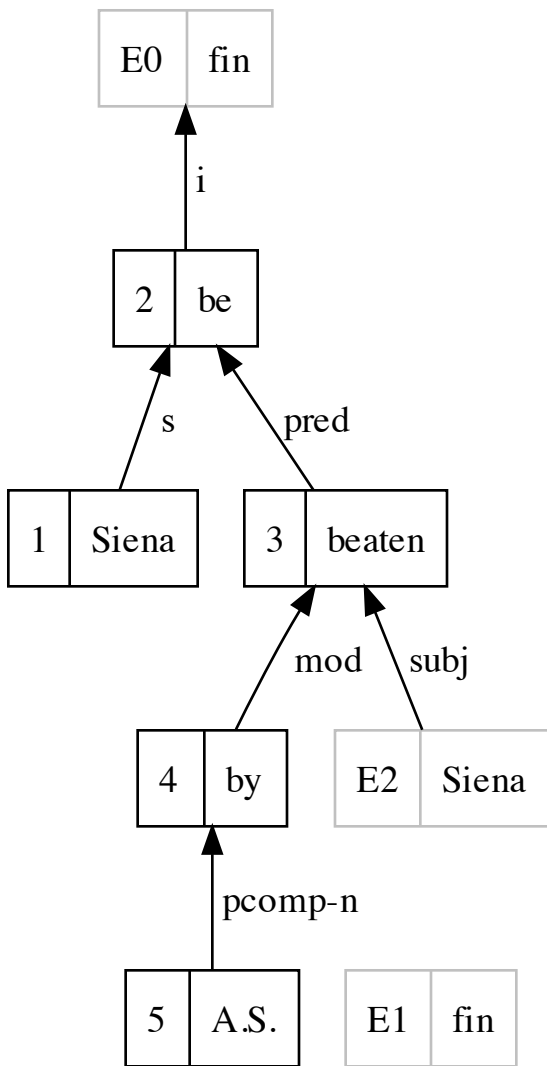 E0 fin
i
2 be
s pred
1 Siena 3 beaten
mod subj
4 by E2 Siena
pcomp-n
5 A.S. E1 fin